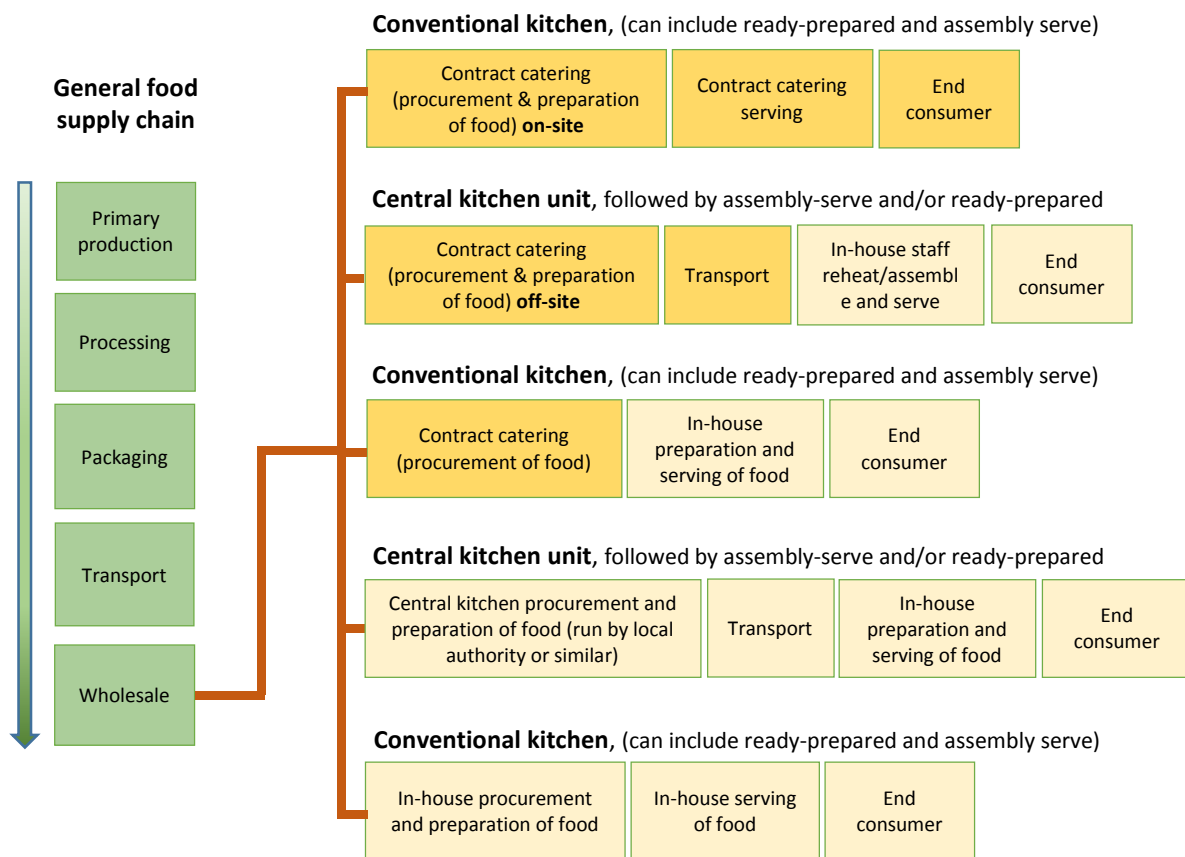 General food
supply chain
Primary
production
Processing
Packaging
Transport
Wholesale
Conventional kitchen, (can include ready-prepared and assembly serve)
Contract catering
(procurement & preparation
of food) on-site
Contract catering
serving
End
consumer
Central kitchen unit, followed by assembly-serve and/or ready-prepared
Contract catering
(procurement & preparation
of food) off-site
Transport
In-house staff
reheat/assembl
e and serve
End
consumer
Conventional kitchen, (can include ready-prepared and assembly serve)
Contract catering
(procurement of food)
In-house
preparation and
serving of food
End
consumer
Central kitchen unit, followed by assembly-serve and/or ready-prepared
Central kitchen procurement and
preparation of food (run by local
authority or similar)
Transport
In-house
preparation and
serving of food
End
consumer
Conventional kitchen, (can include ready-prepared and assembly serve)
In-house procurement
and preparation of food
In-house serving
of food
End
consumer